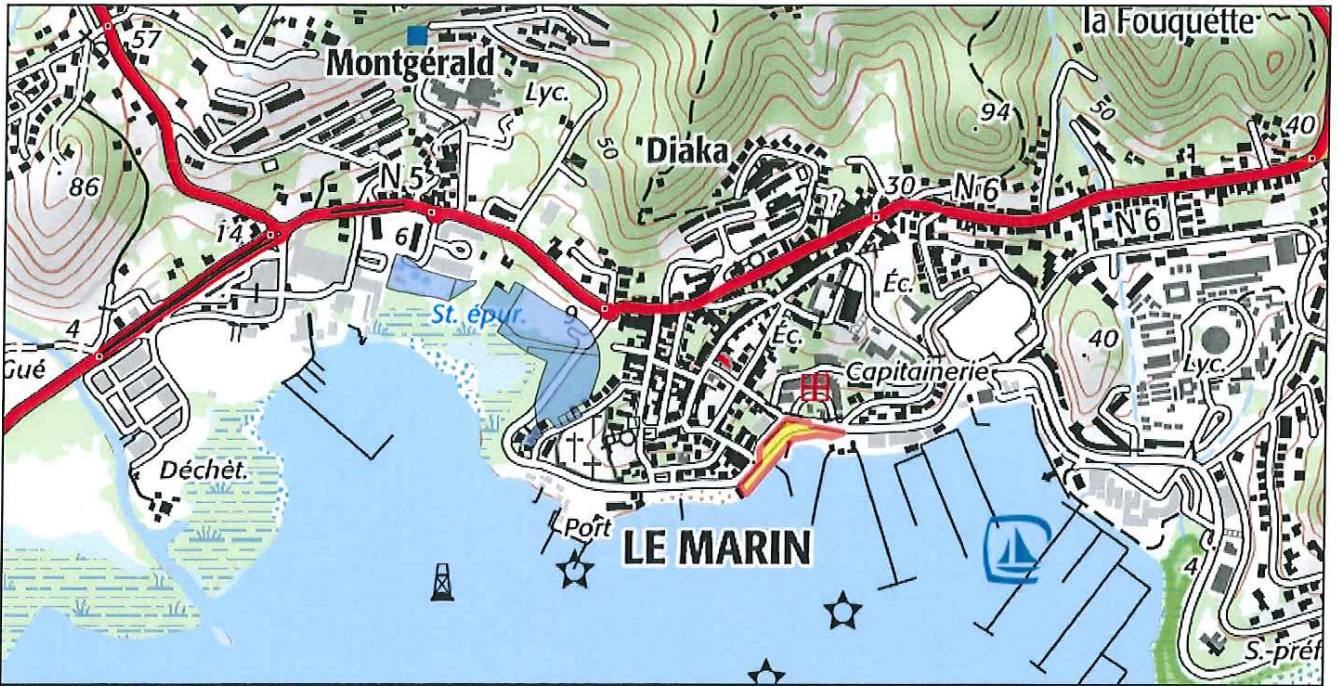 la Fouquette
57
Montgérald
Lyc.
94
50
40
50
Diaka
86
N 5
30
N 6
14
6
N 6
St. épur.
9
Éc.
Éc.
4
40
Gué
Capitainerie
Lyc.
Déchèt.
Port
LE MARIN
4
S.-préf